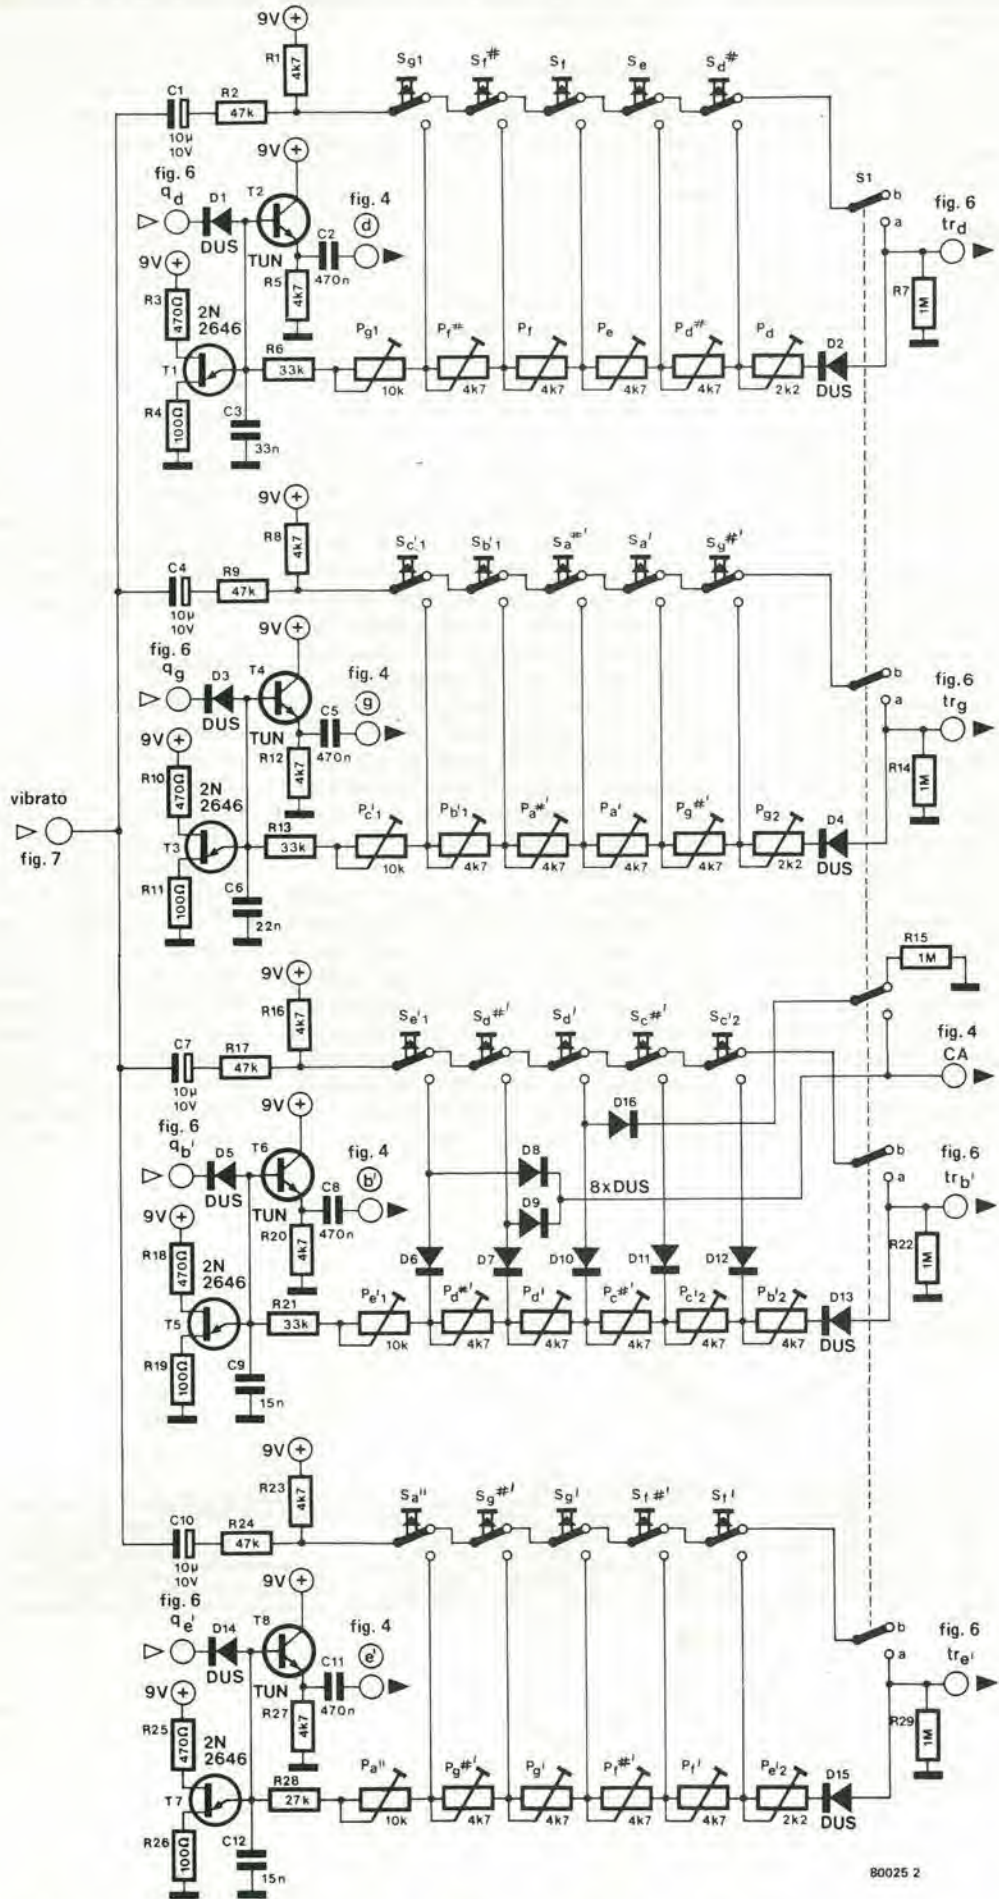 9V
R1
4k7
Sg1 Sf# Sf Se Sd#
C1
10µ
10V
R2
47k
9V
fig. 6
qd
D1
DUS
T2
TUN
fig. 4
d
C2
470n
R5
4k7
S1
b
a
fig. 6
trd
R7
1M
9V
R3
470Ω
2N
2646
T1
R4
100Ω
R6
33k
C3
33n
Pg1 Pf# Pf Pe Pd# Pd
10k 4k7 4k7 4k7 4k7 2k2
D2
DUS
9V
R8
4k7
Sc'1 Sb'1 Sa#' Sa' Sg#'
C4
10µ
10V
R9
47k
9V
fig. 6
qg
D3
DUS
T4
TUN
fig. 4
g
C5
470n
R12
4k7
b
a
fig.6
trg
R14
1M
9V
R10
470Ω
2N
2646
T3
R11
100Ω
R13
33k
C6
22n
Pc'1 Pb'1 Pa#' Pa' Pg#' Pg2
10k 4k7 4k7 4k7 4k7 2k2
D4
DUS
vibrato
fig. 7
9V
R16
4k7
Se'1 Sd#' Sd' Sc#' Sc'2
R15
1M
C7
10µ
10V
R17
47k
fig. 4
CA
9V
fig. 6
qb'
D5
DUS
T6
TUN
fig. 4
b'
C8
470n
R20
4k7
D16
D8
D9
8xDUS
D6 D7 D10 D11 D12
b
a
fig. 6
trb'
R22
1M
9V
R18
470Ω
2N
2646
T5
R19
100Ω
R21
33k
C9
15n
Pe'1 Pd#' Pd' Pc#' Pc'2 Pb'2
10k 4k7 4k7 4k7 4k7 4k7
D13
DUS
9V
R23
4k7
Sa" Sg#' Sg' Sf#' Sf'
C10
10µ
10V
R24
47k
9V
fig. 6
qe'
D14
DUS
T8
TUN
fig. 4
e'
C11
470n
R27
4k7
b
a
fig. 6
tre'
R29
1M
9V
R25
470Ω
2N
2646
T7
R26
100Ω
R28
27k
C12
15n
Pa" Pg#' Pg' Pf#' Pf' Pe'2
10k 4k7 4k7 4k7 4k7 2k2
D15
DUS
80025 2